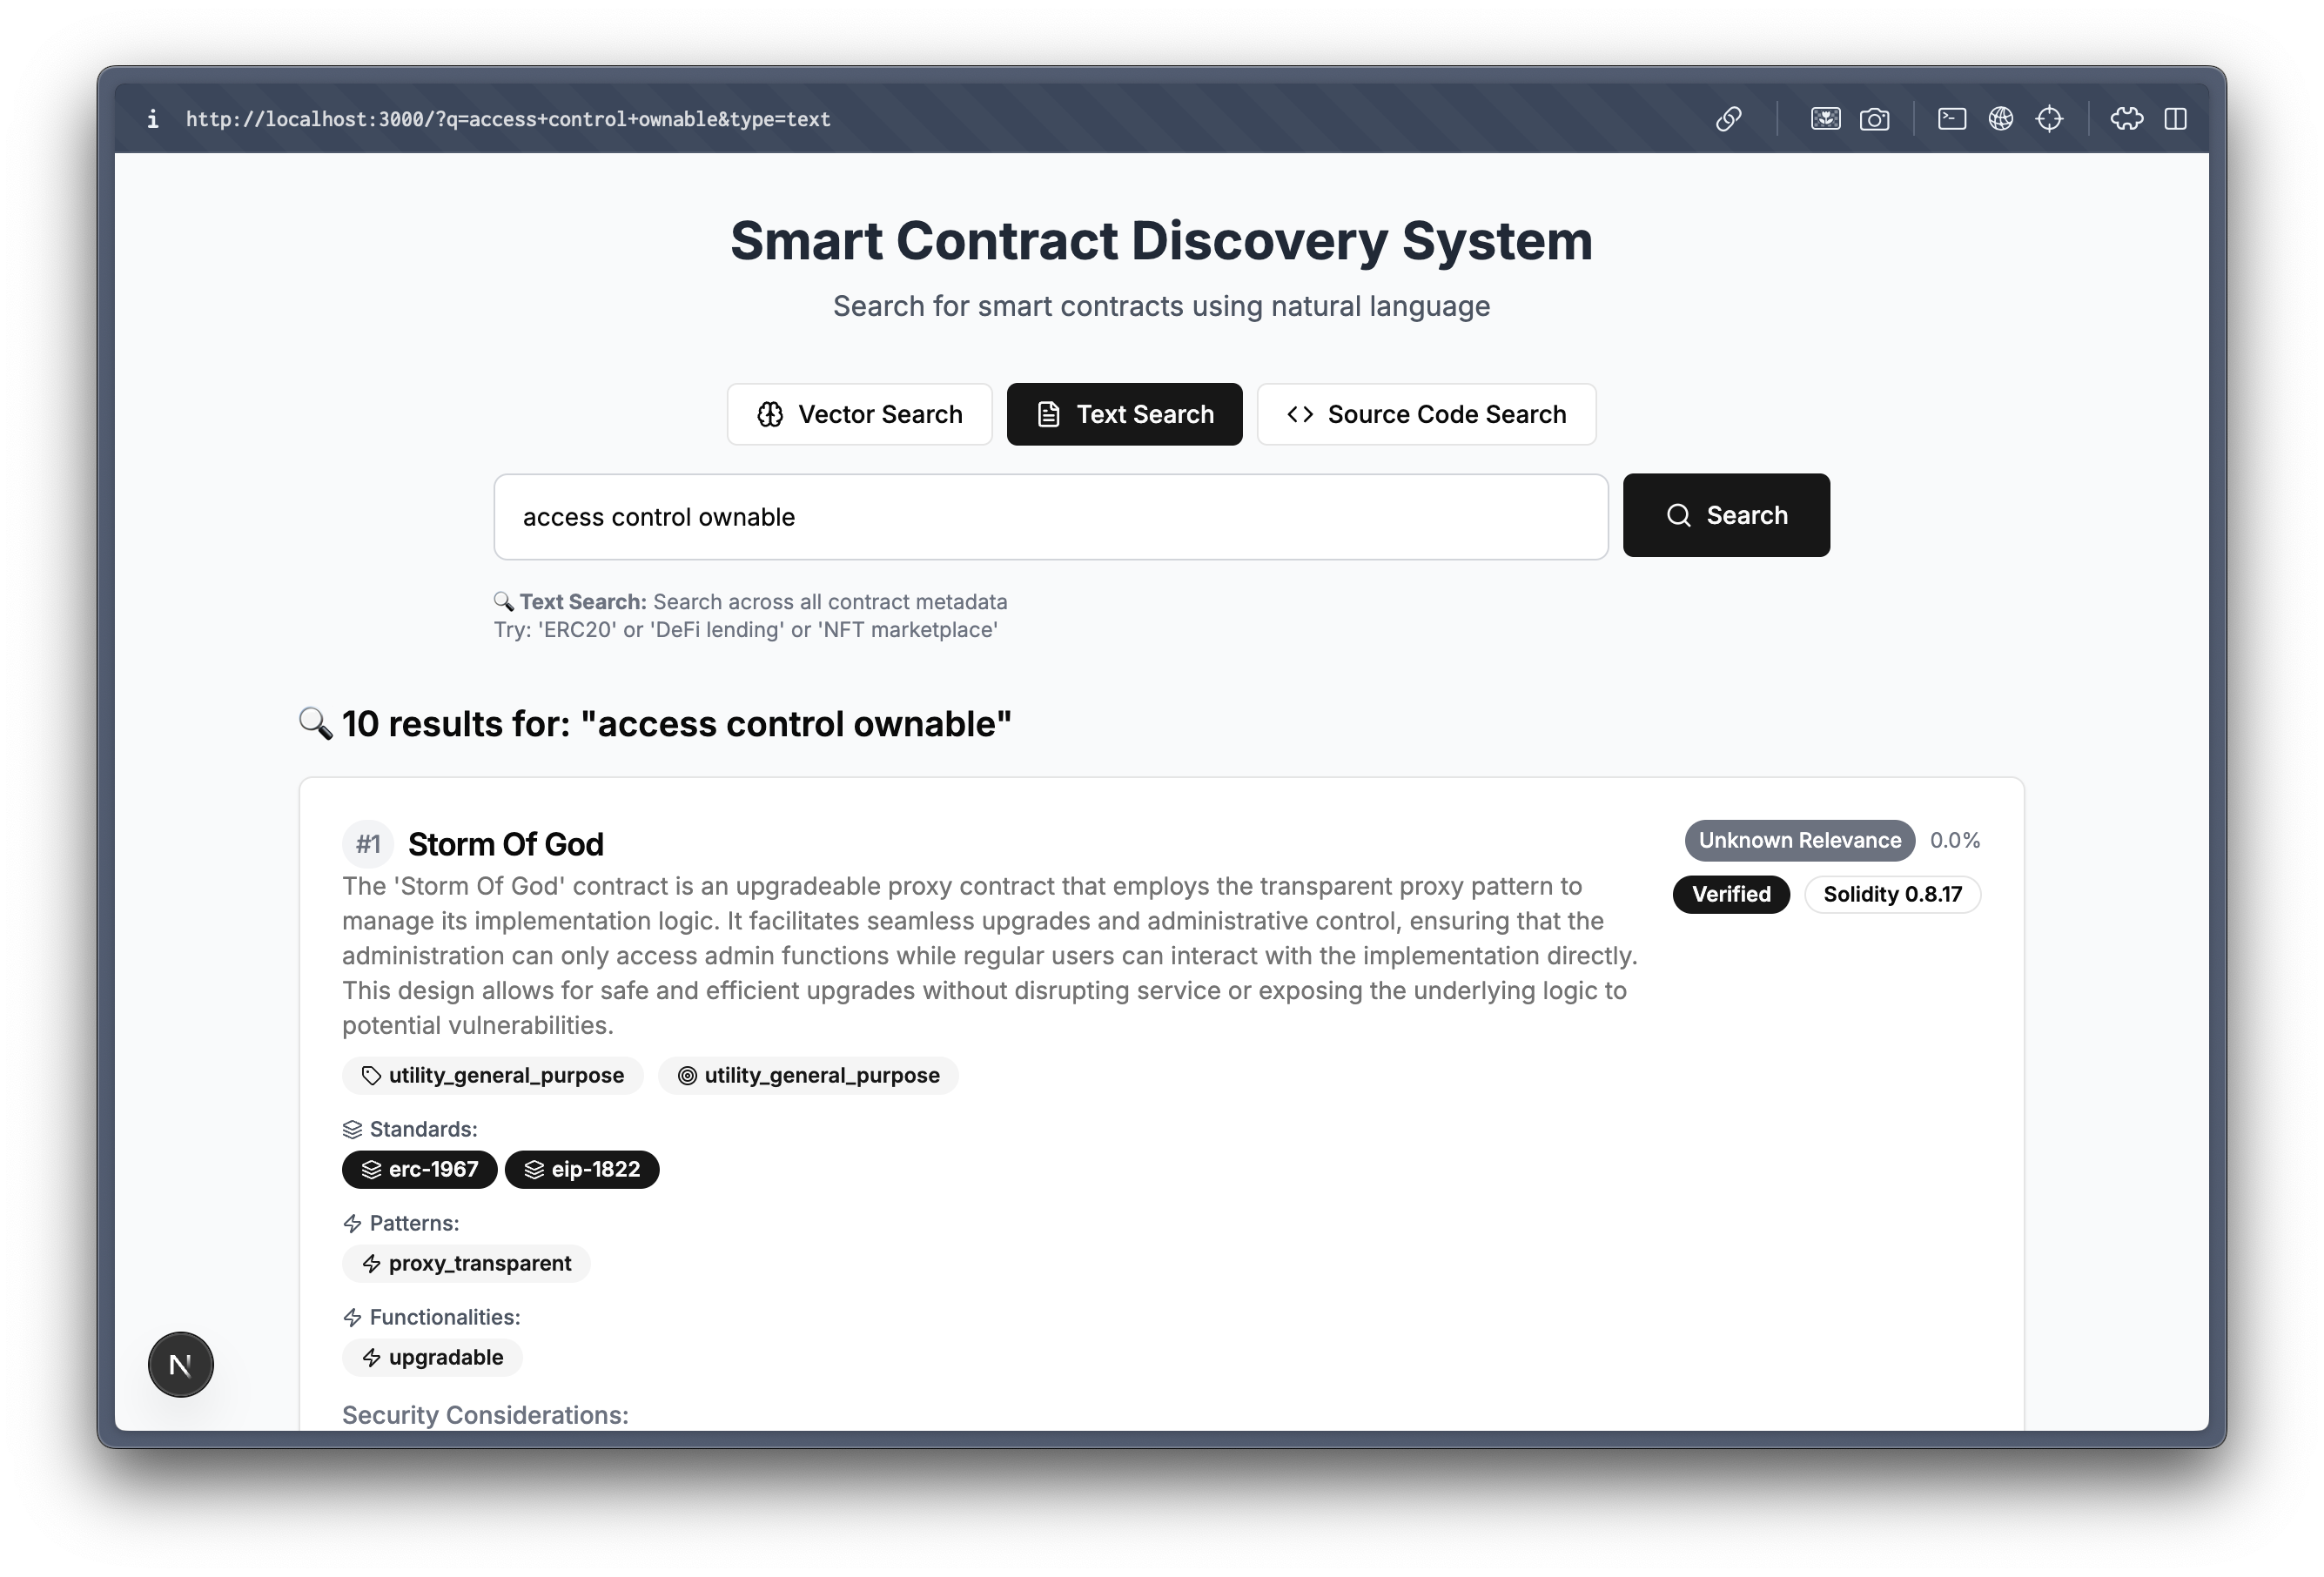 i http://localhost:3000/?q=access+control+ownable&type=text
Smart Contract Discovery System
Search for smart contracts using natural language
Vector Search Text Search Source Code Search
access control ownable Search
🔍 Text Search: Search across all contract metadata
Try: 'ERC20' or 'DeFi lending' or 'NFT marketplace'
🔍 10 results for: "access control ownable"
#1 Storm Of God Unknown Relevance 0.0%
Verified Solidity 0.8.17
The 'Storm Of God' contract is an upgradeable proxy contract that employs the transparent proxy pattern to
manage its implementation logic. It facilitates seamless upgrades and administrative control, ensuring that the
administration can only access admin functions while regular users can interact with the implementation directly.
This design allows for safe and efficient upgrades without disrupting service or exposing the underlying logic to
potential vulnerabilities.
utility_general_purpose utility_general_purpose
Standards:
erc-1967 eip-1822
Patterns:
proxy_transparent
Functionalities:
upgradable
N
Security Considerations: